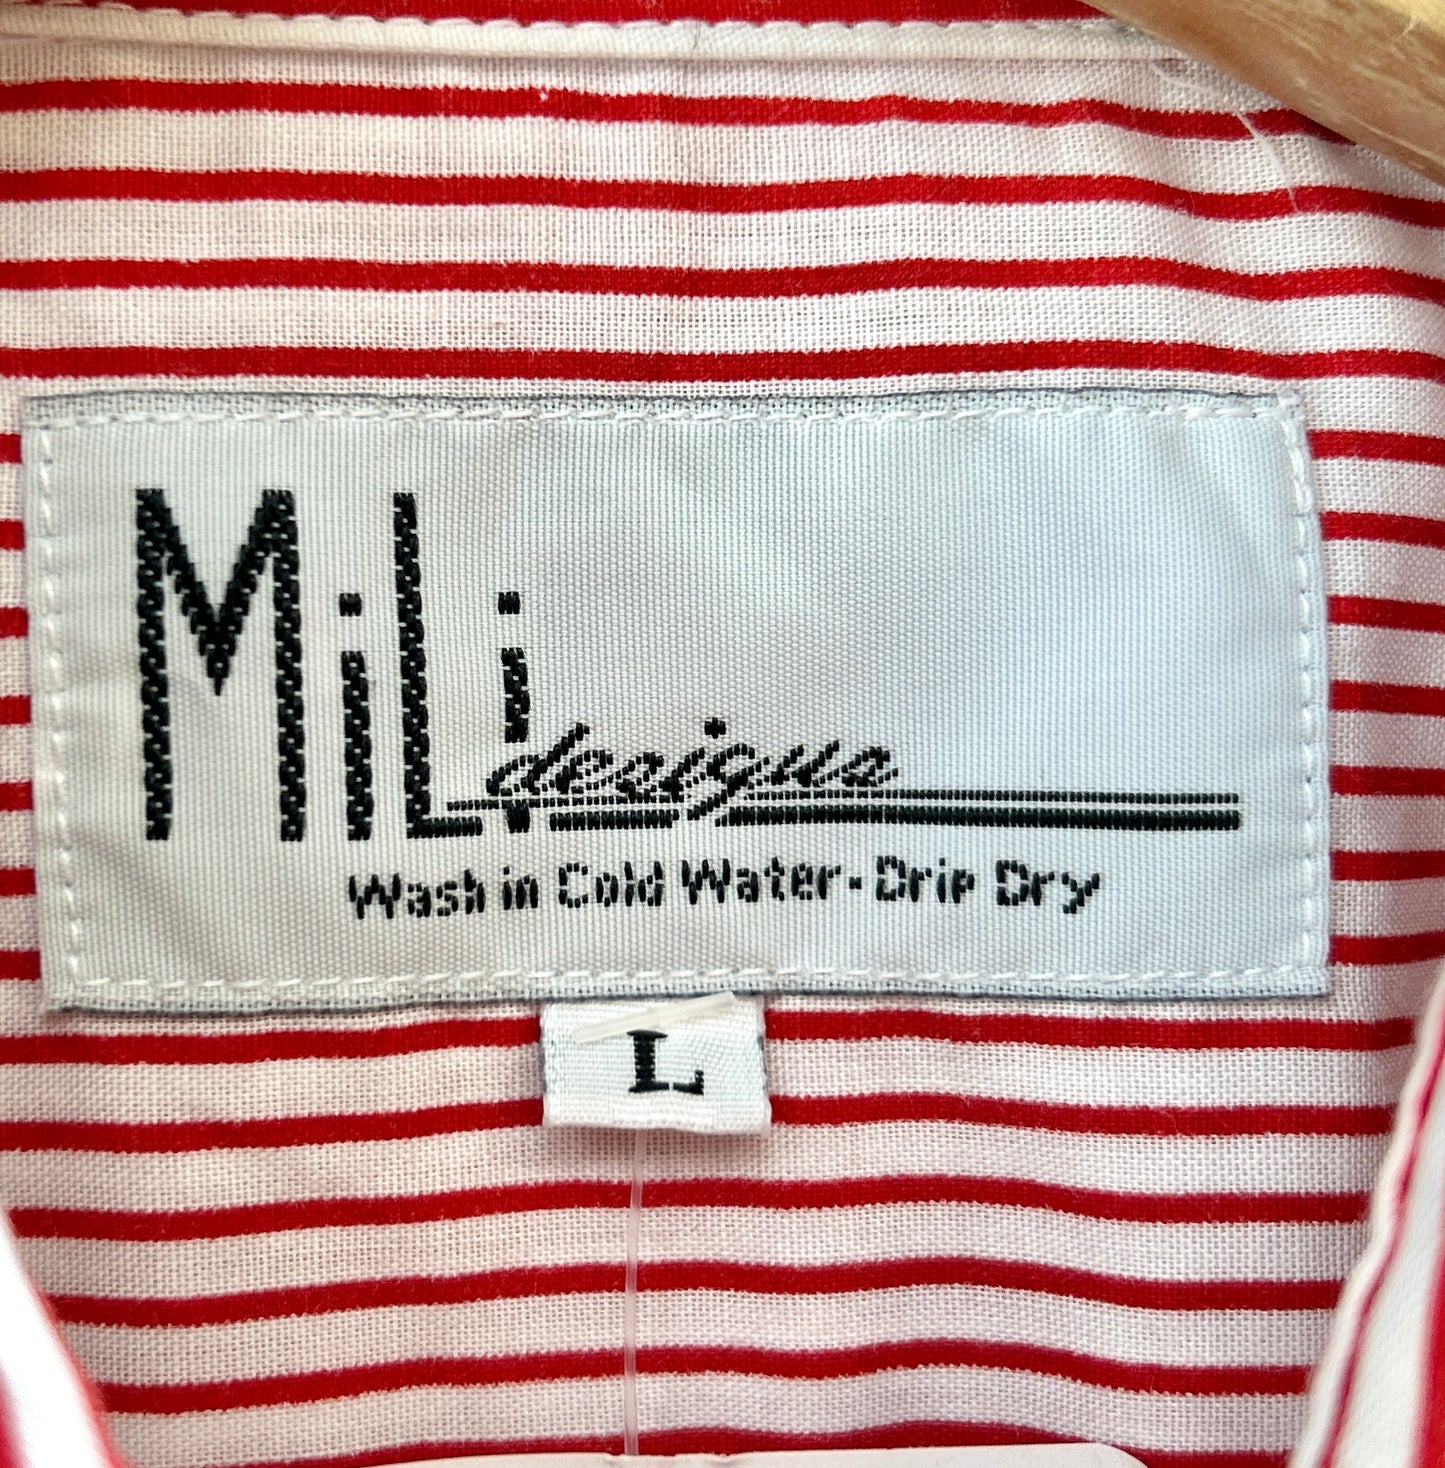 MiLi
designs
Wash in Cold Water-Drip Dry
L